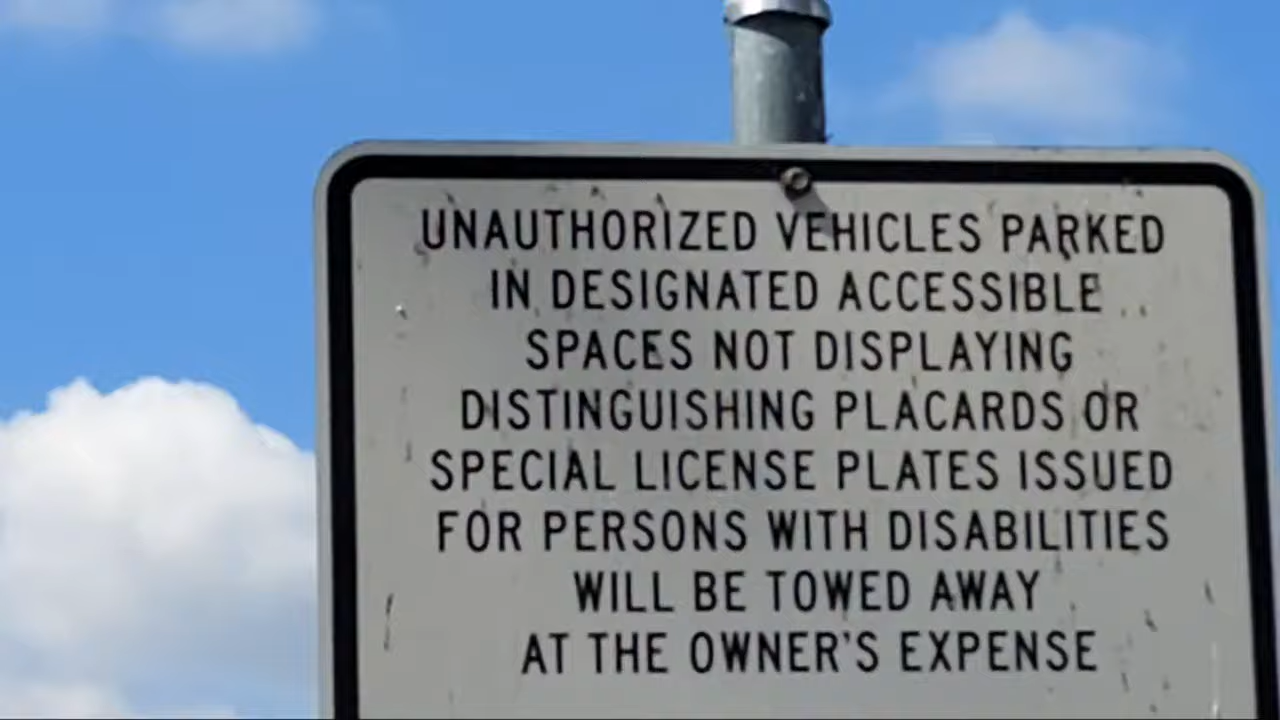 UNAUTHORIZED VEHICLES PARKED
IN DESIGNATED ACCESSIBLE
SPACES NOT DISPLAYING
DISTINGUISHING PLACARDS OR
SPECIAL LICENSE PLATES ISSUED
FOR PERSONS WITH DISABILITIES
WILL BE TOWED AWAY
AT THE OWNER'S EXPENSE